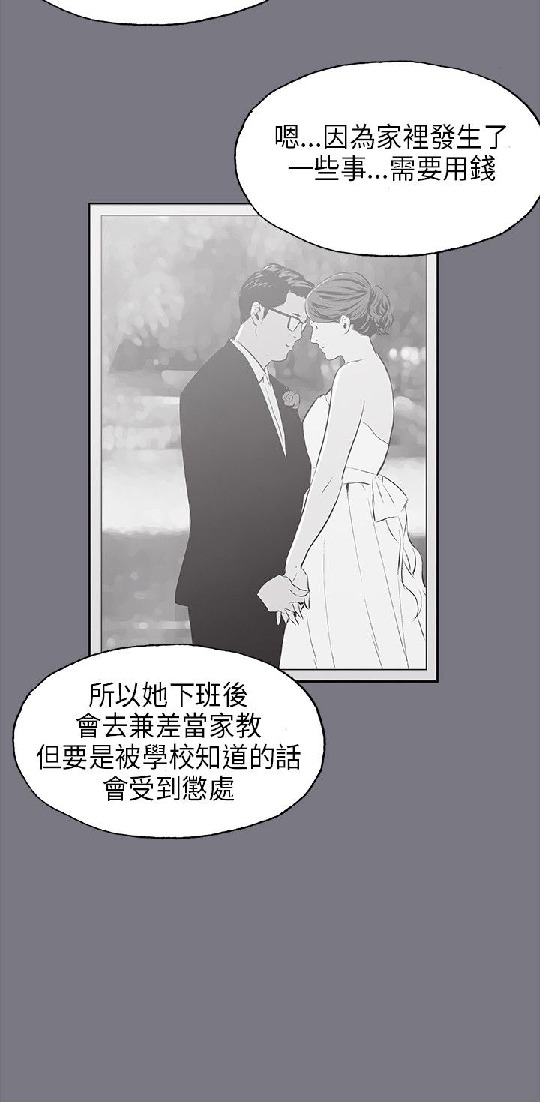 嗯...因為家裡發生了
一些事...需要用錢
所以她下班後
會去兼差當家教
但要是被學校知道的話
會受到懲處